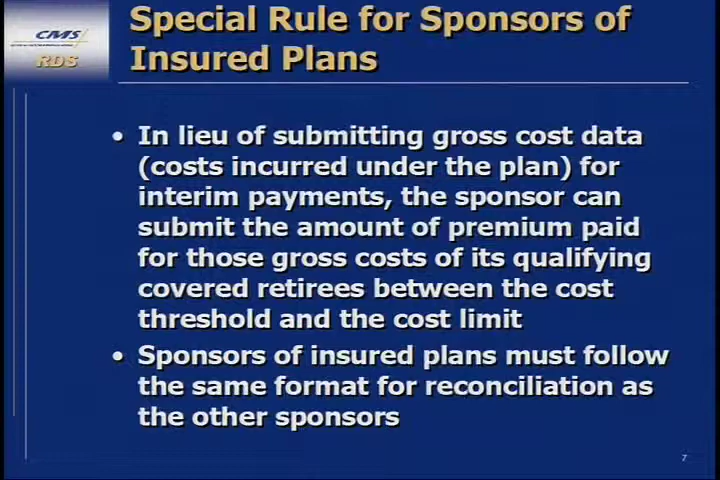 Special Rule for Sponsors of
Insured Plans
CMS
RDS
• In lieu of submitting gross cost data
(costs incurred under the plan) for
interim payments, the sponsor can
submit the amount of premium paid
for those gross costs of its qualifying
covered retirees between the cost
threshold and the cost limit
• Sponsors of insured plans must follow
the same format for reconciliation as
the other sponsors
7